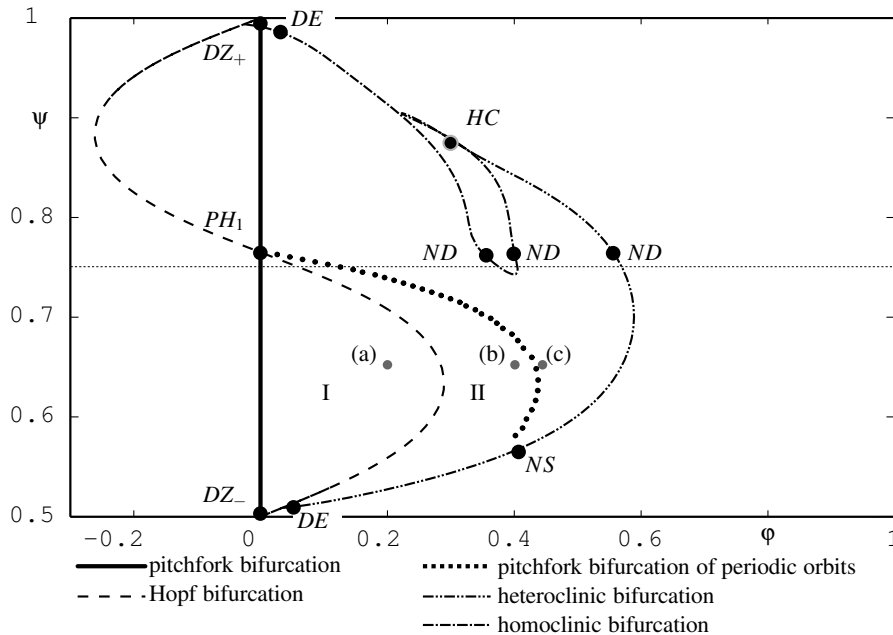 1
DE
DZ+
ψ
0.9
HC
0.8
PH1
ND
ND
ND
0.7
(a)
(b)
(c)
I
II
0.6
NS
DZ−
0.5
DE
-0.2
0
0.2
0.4
0.6
φ
1
pitchfork bifurcation
Hopf bifurcation
pitchfork bifurcation of periodic orbits
heteroclinic bifurcation
homoclinic bifurcation